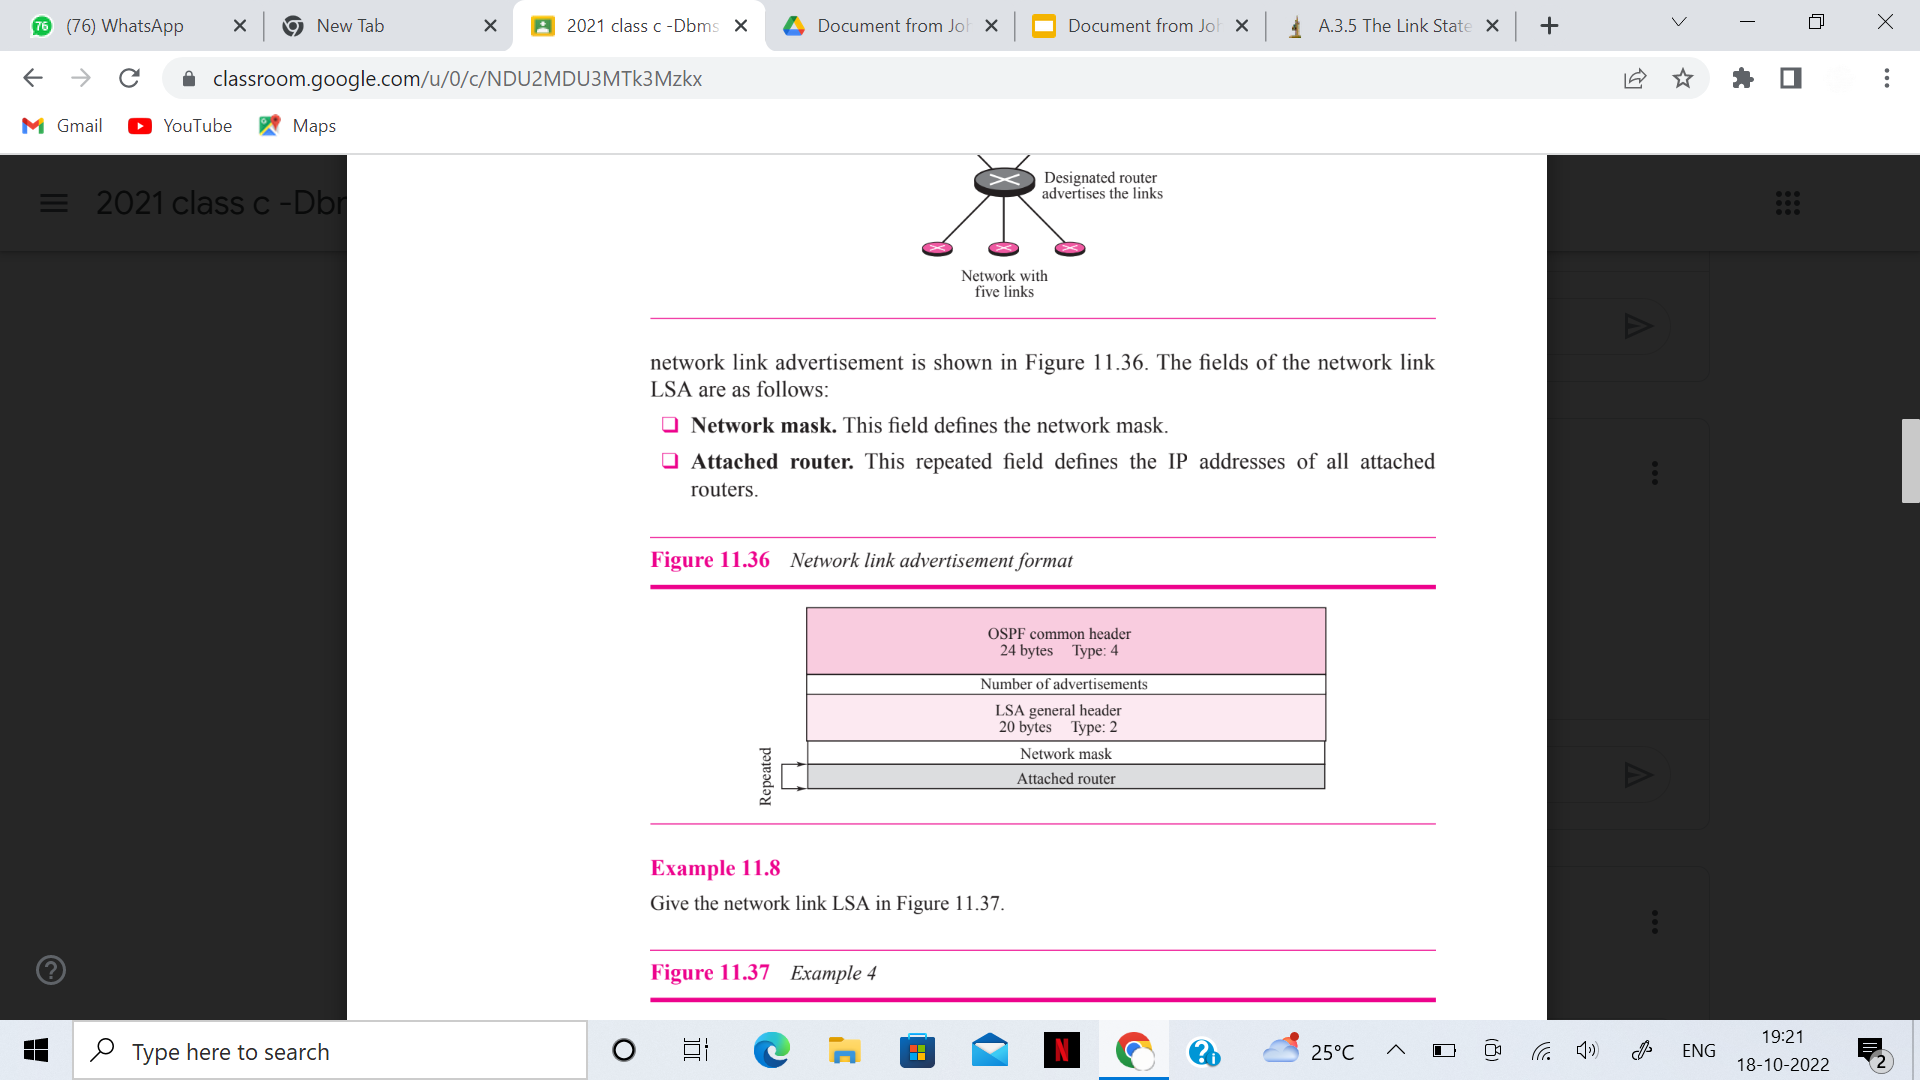 76 (76) WhatsApp
New Tab
2021 class c -Dbms
Document from Joh
Document from Joh
A.3.5 The Link State
classroom.google.com/u/0/c/NDU2MDU3MTk3Mzkx
Gmail YouTube Maps
2021 class c -Dbr
Designated router
advertises the links
Network with
five links
network link advertisement is shown in Figure 11.36. The fields of the network link
LSA are as follows:
❏ Network mask. This field defines the network mask.
❏ Attached router. This repeated field defines the IP addresses of all attached
routers.
Figure 11.36 Network link advertisement format
OSPF common header
24 bytes Type: 4
Number of advertisements
LSA general header
20 bytes Type: 2
Network mask
Attached router
Repeated
Example 11.8
Give the network link LSA in Figure 11.37.
Figure 11.37 Example 4
Type here to search
N
25°C
ENG
19:21
18-10-2022
2